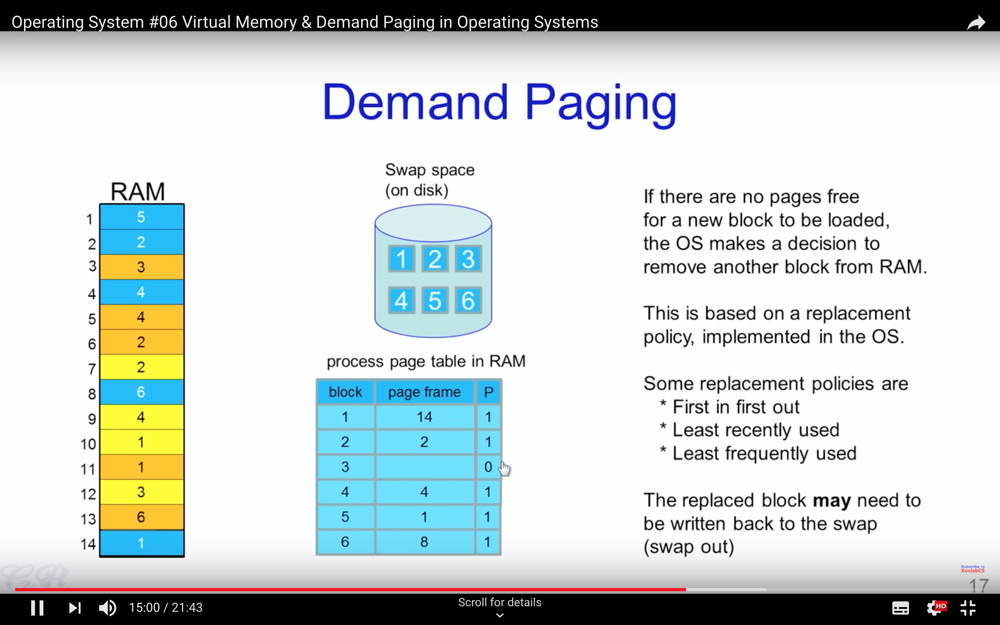 Operating System #06 Virtual Memory & Demand Paging in Operating Systems
Demand Paging
RAM
1 5
2 2
3 3
4 4
5 4
6 2
7 2
8 6
9 4
10 1
11 1
12 3
13 6
14 1
Swap space
(on disk)
1 2 3
4 5 6
process page table in RAM
block page frame P
1 14 1
2 2 1
3 0
4 4 1
5 1 1
6 8 1
If there are no pages free
for a new block to be loaded,
the OS makes a decision to
remove another block from RAM.
This is based on a replacement
policy, implemented in the OS.
Some replacement policies are
* First in first out
* Least recently used
* Least frequently used
The replaced block may need to
be written back to the swap
(swap out)
Subscribe to
XoviabCS
17
15:00 / 21:43
Scroll for details
HD